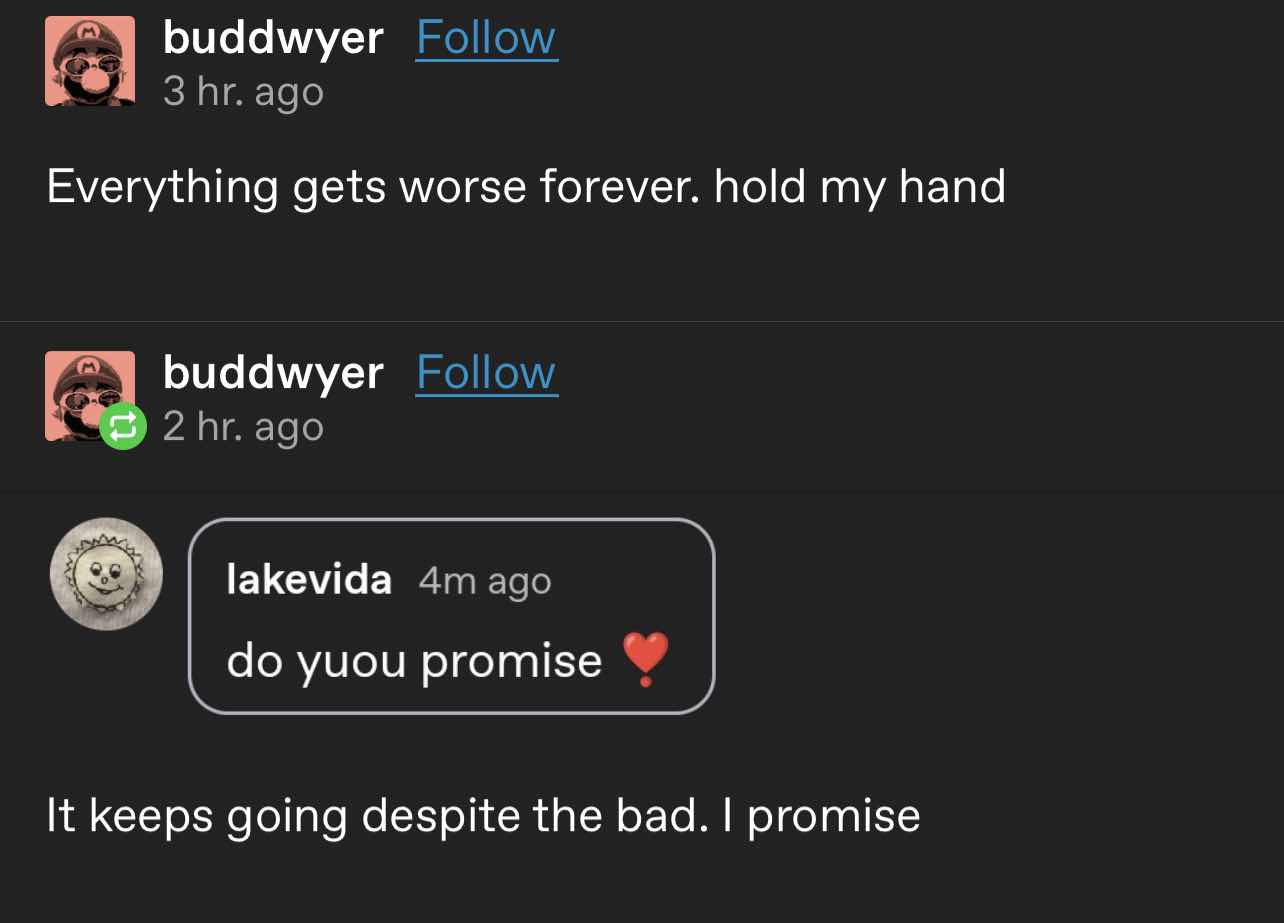 buddwyer Follow
3 hr. ago
Everything gets worse forever. hold my hand
buddwyer Follow
2 hr. ago
lakevida 4m ago
do yuou promise ❣️
It keeps going despite the bad. I promise